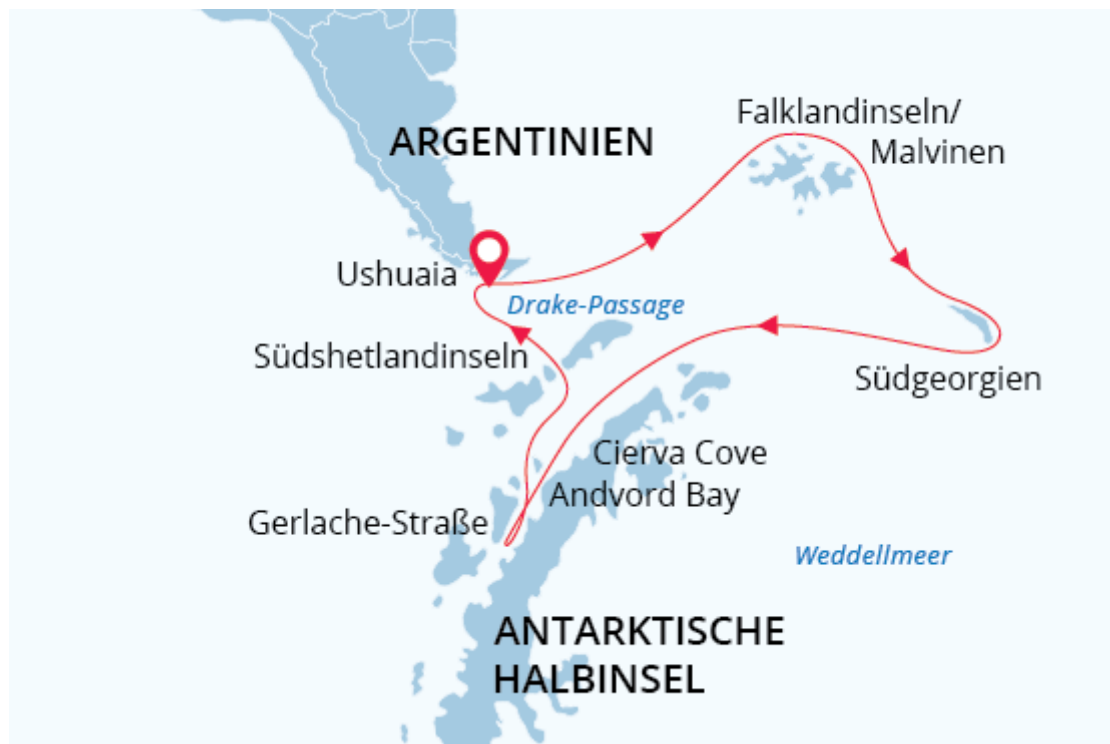 Falklandinseln/
Malvinen
ARGENTINIEN
Ushuaia
Drake-Passage
Südshetlandinseln
Südgeorgien
Cierva Cove
Andvord Bay
Gerlache-Straße
Weddellmeer
ANTARKTISCHE
HALBINSEL